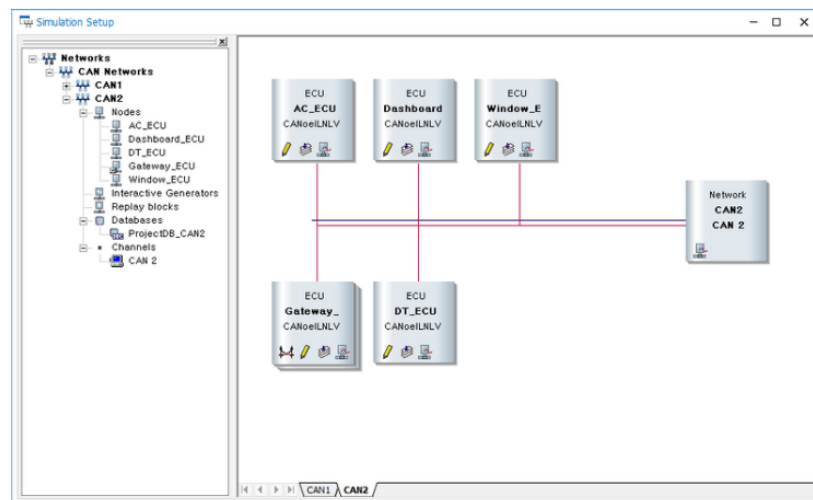 Simulation Setup
Networks
CAN Networks
CAN1
CAN2
Nodes
AC_ECU
Dashboard_ECU
DT_ECU
Gateway_ECU
Window_ECU
Interactive Generators
Replay blocks
Databases
ProjectDB_CAN2
Channels
CAN 2
ECU
AC_ECU
CANoeILNLV
ECU
Dashboard
CANoeILNLV
ECU
Window_E
CANoeILNLV
Network
CAN2
CAN 2
ECU
Gateway_
CANoeILNLV
ECU
DT_ECU
CANoeILNLV
CAN1 CAN2